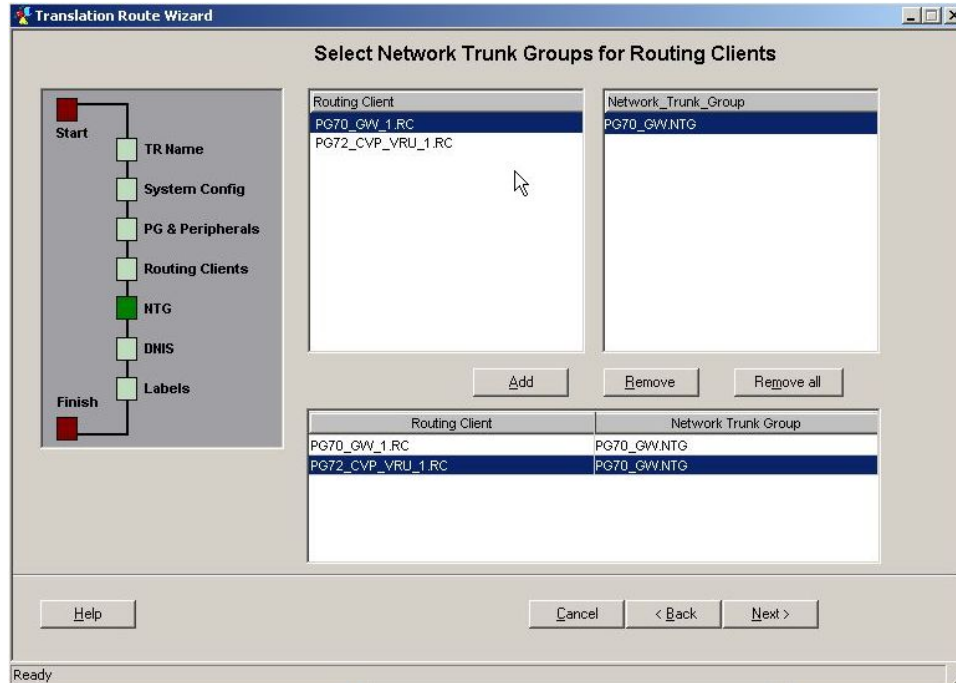 Translation Route Wizard
Select Network Trunk Groups for Routing Clients
Start
TR Name
System Config
PG & Peripherals
Routing Clients
NTG
DNIS
Labels
Finish
Routing Client
PG70_GW_1.RC
PG72_CVP_VRU_1.RC
Network_Trunk_Group
PG70_GW.NTG
Add
Remove
Remove all
Routing Client Network Trunk Group
PG70_GW_1.RC PG70_GW.NTG
PG72_CVP_VRU_1.RC PG70_GW.NTG
Help
Cancel
< Back
Next >
Ready